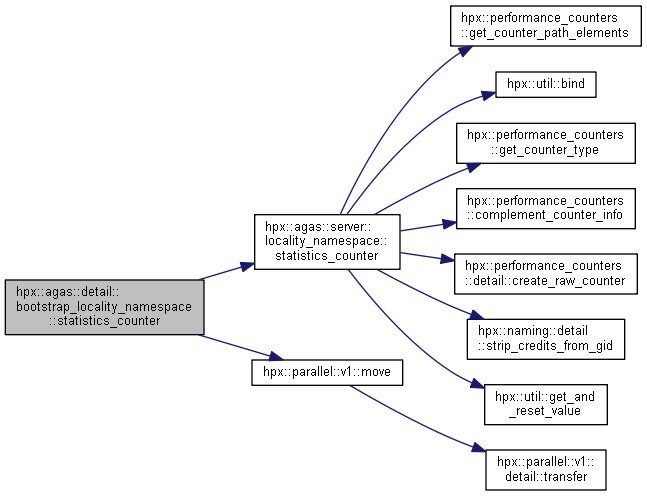 hpx::performance_counters
::get_counter_path_elements
hpx::util::bind
hpx::performance_counters
::get_counter_type
hpx::performance_counters
::complement_counter_info
hpx::agas::server::
locality_namespace::
statistics_counter
hpx::performance_counters
::detail::create_raw_counter
hpx::agas::detail::
bootstrap_locality_namespace
::statistics_counter
hpx::naming::detail
::strip_credits_from_gid
hpx::parallel::v1::move
hpx::util::get_and
_reset_value
hpx::parallel::v1::
detail::transfer